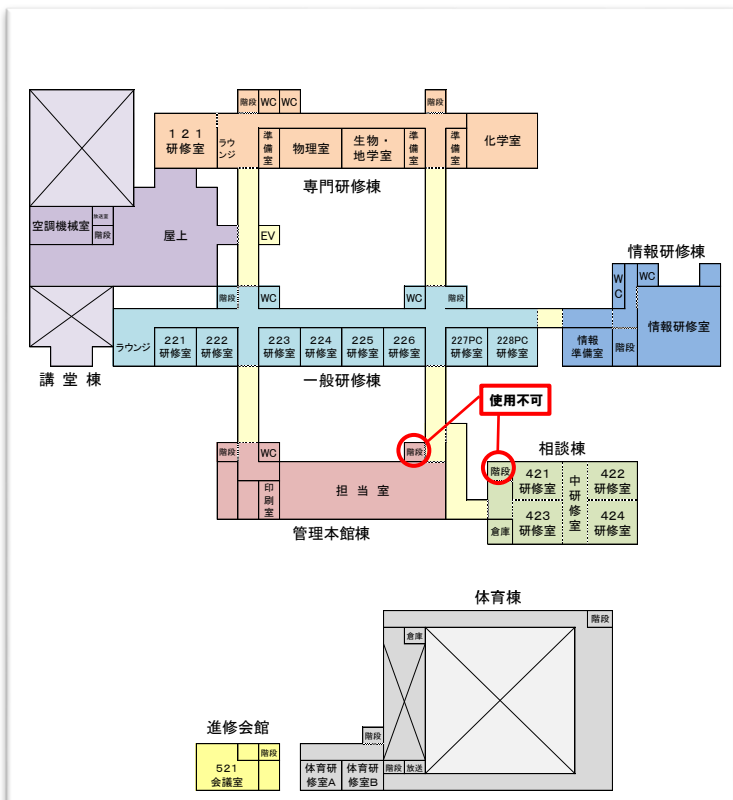 階段
WC
WC
階段
１２１
研修室
ラウ
ンジ
準
備
室
物理室
生物・
地学室
準
備
室
準
備
室
化学室
専門研修棟
空調機械室
放送室
階段
屋上
EV
情報研修棟
階段
WC
WC
階段
W
C
WC
ラウンジ
221
研修室
222
研修室
223
研修室
224
研修室
225
研修室
226
研修室
227PC
研修室
228PC
研修室
情報
準備室
階段
情報研修室
講堂棟
一般研修棟
使用不可
相談棟
階段
WC
階段
印
刷
室
担当室
管理本館棟
階段
421
研修室
中
研
修
室
422
研修室
423
研修室
424
研修室
倉庫
体育棟
階段
倉庫
進修会館
階段
521
会議室
階段
体育研
修室A
体育研
修室B
階段
放送